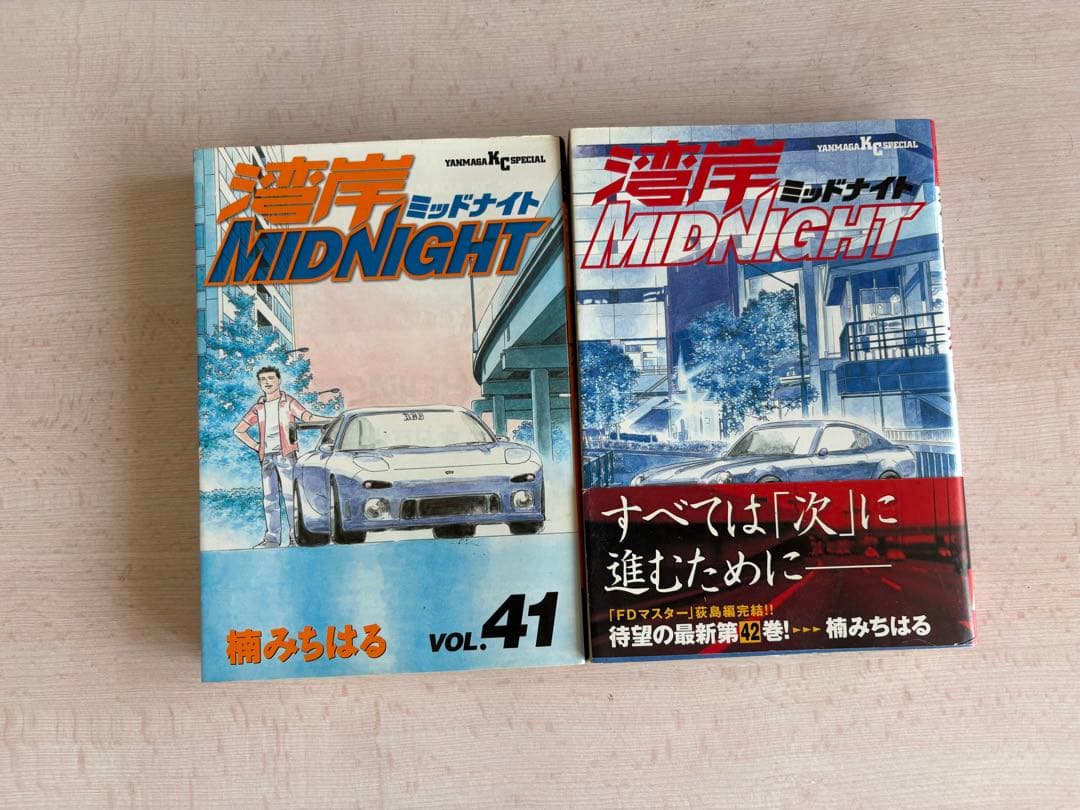 YANMAGA KC SPECIAL
湾岸
ミッドナイト
MIDNIGHT
楠みちはる
VOL.41
YANMAGA KC SPECIAL
湾岸
ミッドナイト
MIDNIGHT
すべては「次」に
進むために――
「FDマスター」荻島編完結!!
待望の最新第42巻! 楠みちはる